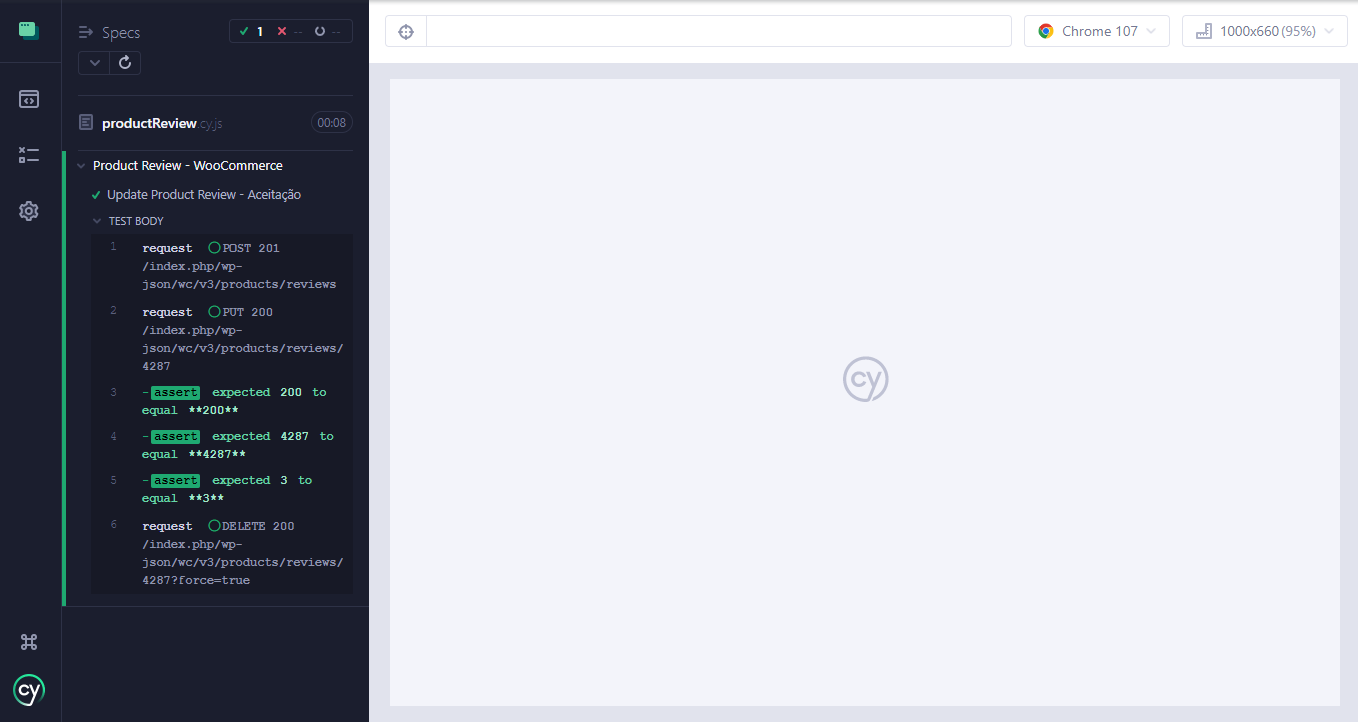 Specs
1 -- --
Chrome 107
1000x660 (95%)
productReview.cy.js
00:08
Product Review - WooCommerce
Update Product Review - Aceitação
TEST BODY
1 request POST 201
/index.php/wp-
json/wc/v3/products/reviews
2 request PUT 200
/index.php/wp-
json/wc/v3/products/reviews/
4287
3 -assert expected 200 to
equal **200**
4 -assert expected 4287 to
equal **4287**
5 -assert expected 3 to
equal **3**
6 request DELETE 200
/index.php/wp-
json/wc/v3/products/reviews/
4287?force=true
cy
cy